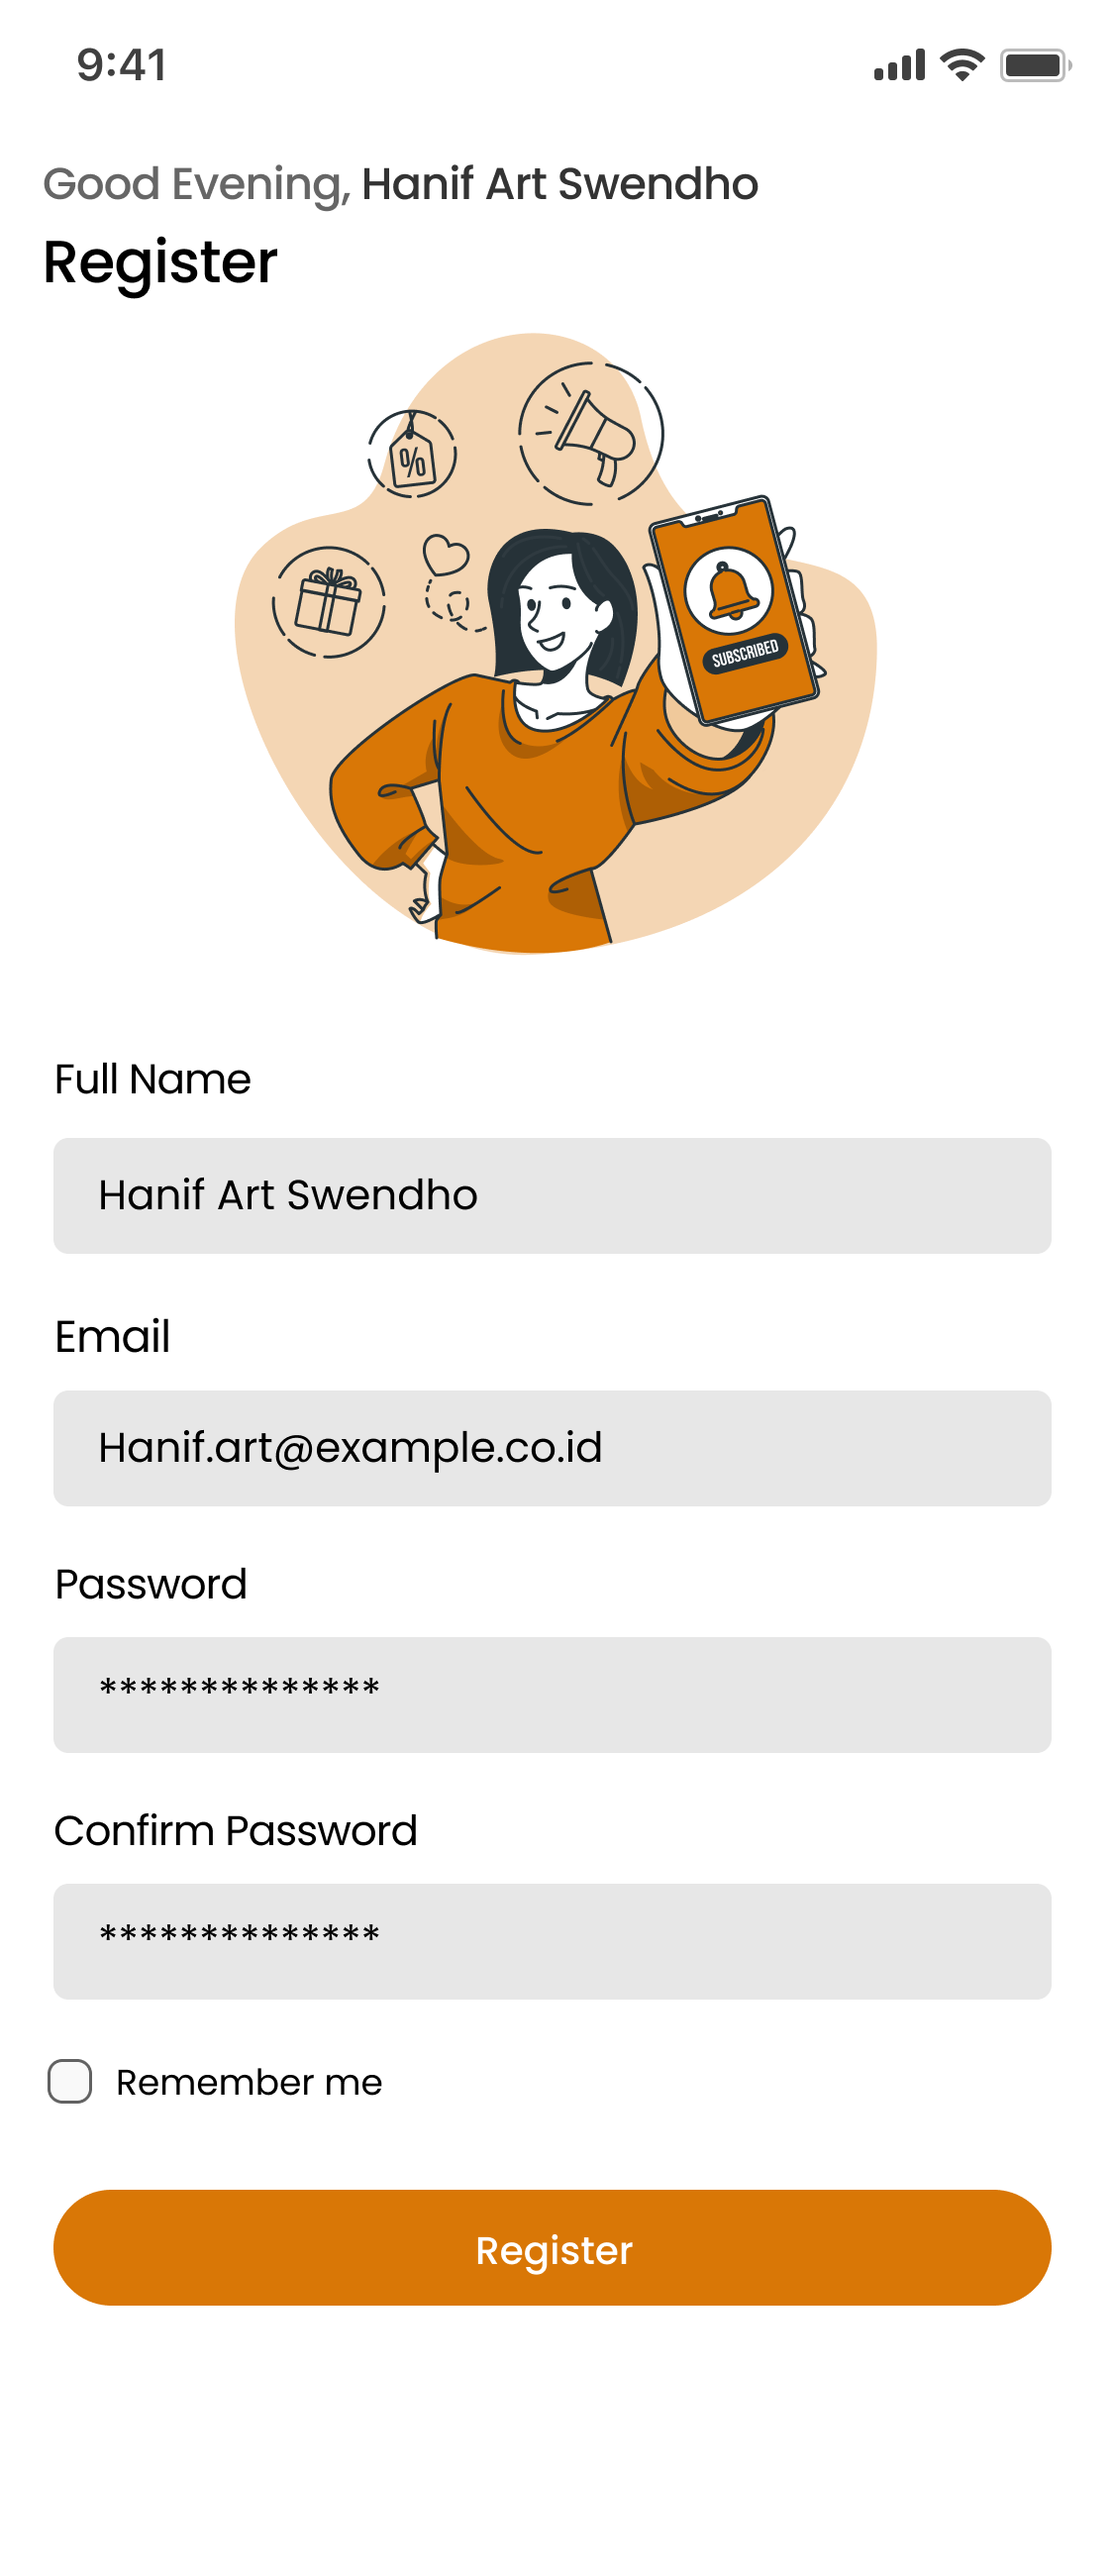 9:41
Good Evening, Hanif Art Swendho
Register
%
SUBSCRIBED
Full Name
Hanif Art Swendho
Email
Hanif.art@example.co.id
Password
**************
Confirm Password
**************
Remember me
Register